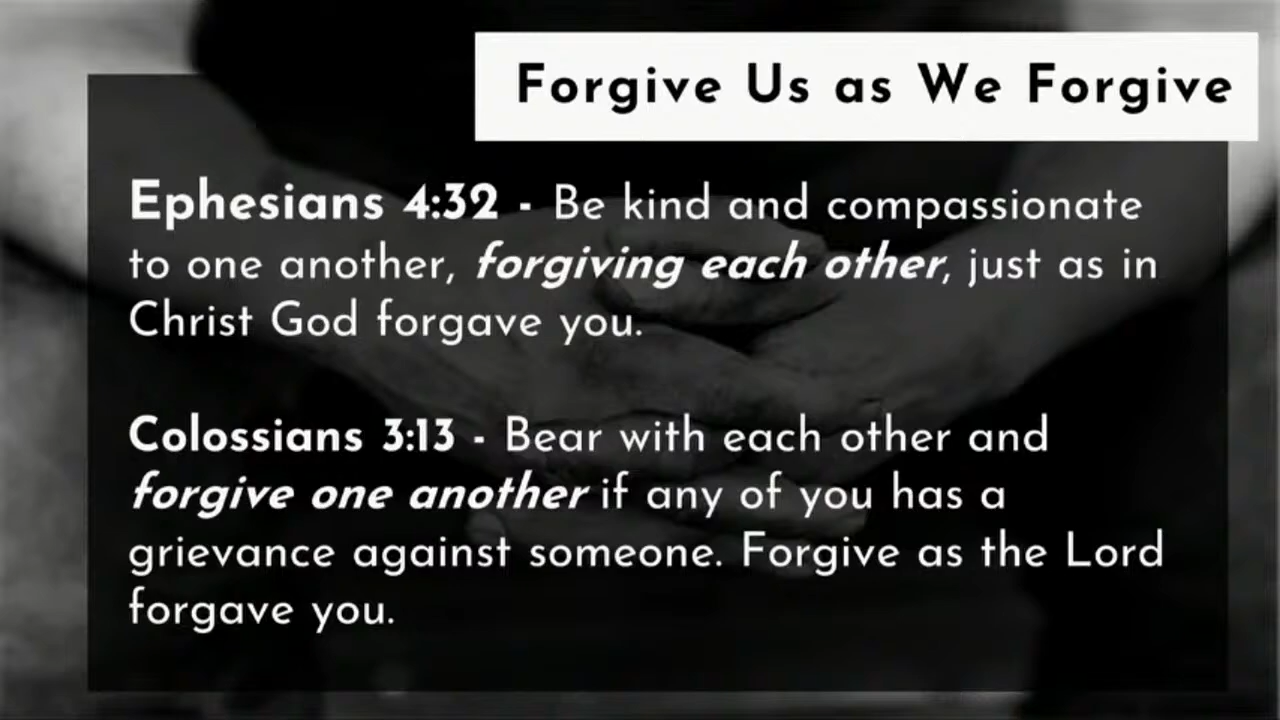 Forgive Us as We Forgive
Ephesians 4:32 - Be kind and compassionate
to one another, forgiving each other, just as in
Christ God forgave you.
Colossians 3:13 - Bear with each other and
forgive one another if any of you has a
grievance against someone. Forgive as the Lord
forgave you.